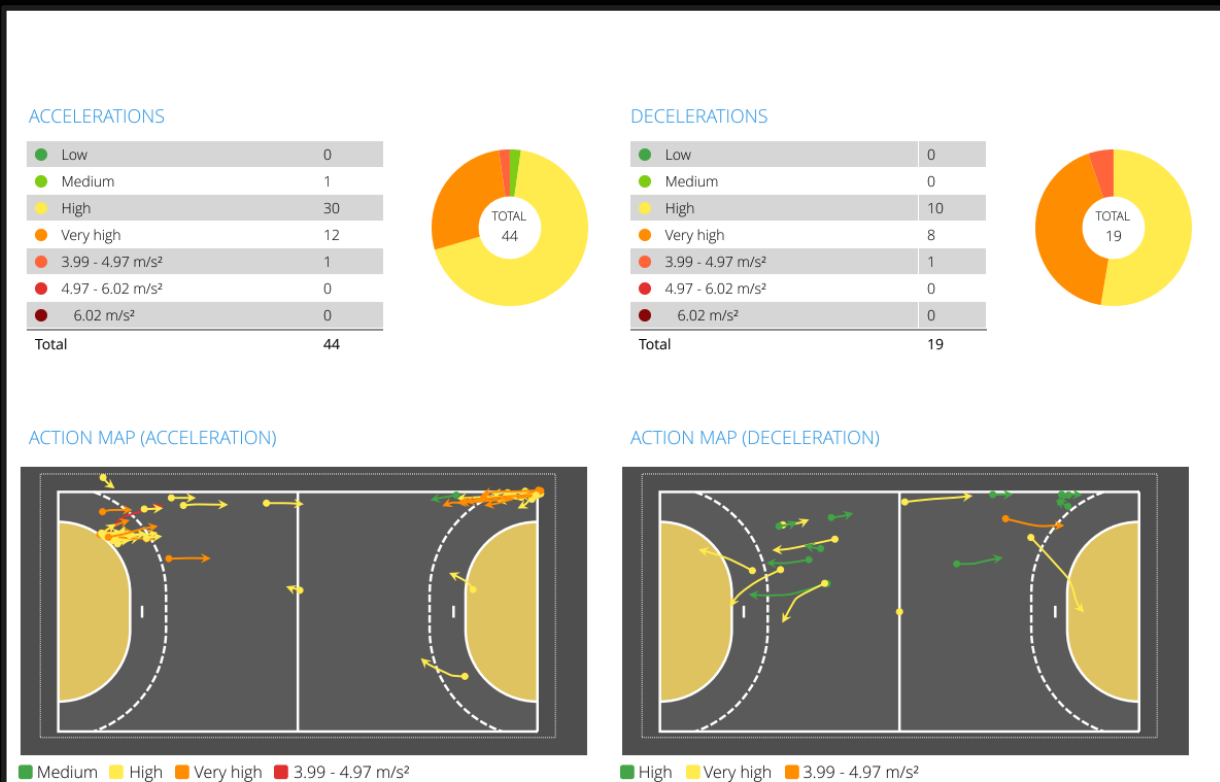 ACCELERATIONS
Low 0
Medium 1
High 30
Very high 12
3.99 - 4.97 m/s² 1
4.97 - 6.02 m/s² 0
6.02 m/s² 0
Total 44
TOTAL
44
DECELERATIONS
Low 0
Medium 0
High 10
Very high 8
3.99 - 4.97 m/s² 1
4.97 - 6.02 m/s² 0
6.02 m/s² 0
Total 19
TOTAL
19
ACTION MAP (ACCELERATION)
Medium High Very high 3.99 - 4.97 m/s²
ACTION MAP (DECELERATION)
High Very high 3.99 - 4.97 m/s²